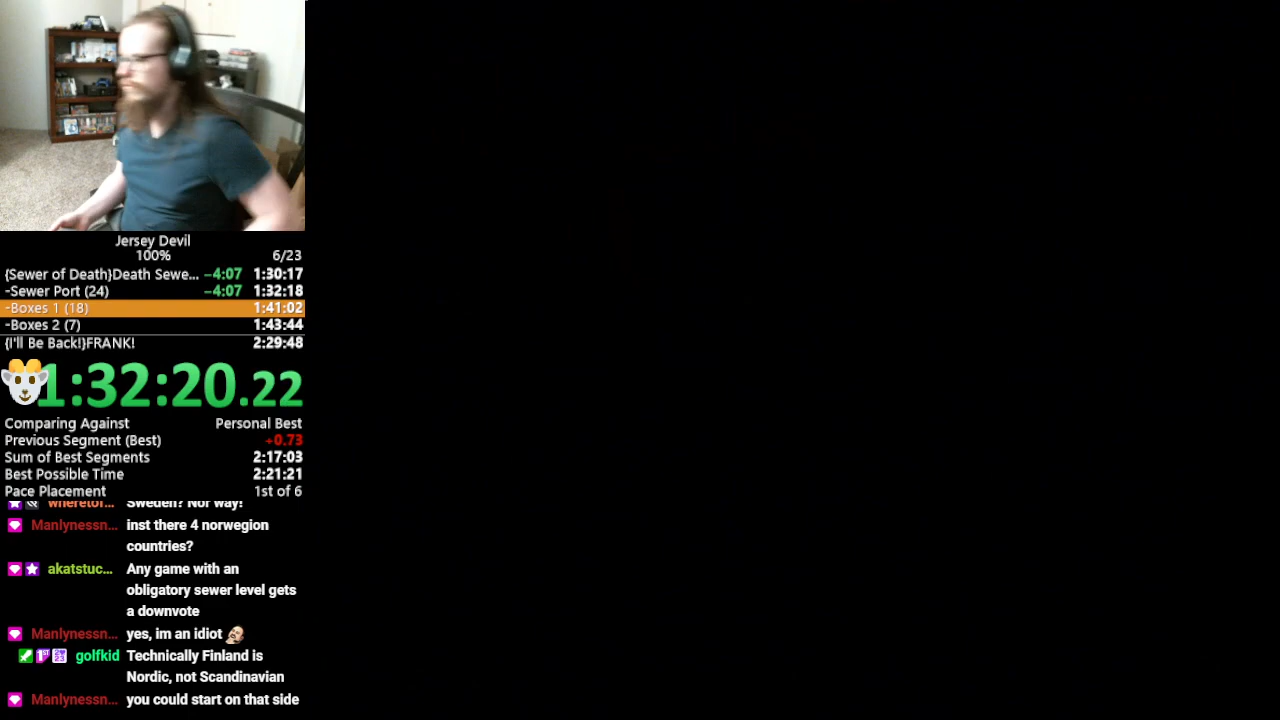 Jersey Devil
100% 6/23
{Sewer of Death}Death Sewe... −4:07 1:30:17
-Sewer Port (24) −4:07 1:32:18
-Boxes 1 (18) 1:41:02
-Boxes 2 (7) 1:43:44
{I'll Be Back!}FRANK! 2:29:48
1:32:20.22
Comparing Against Personal Best
Previous Segment (Best) +0.73
Sum of Best Segments 2:17:03
Best Possible Time 2:21:21
Pace Placement 1st of 6
wheretof... Sweden? Nor way!
Manlynessn... inst there 4 norwegion
countries?
akatstuc... Any game with an
obligatory sewer level gets
a downvote
Manlynessn... yes, im an idiot
golfkid Technically Finland is
Nordic, not Scandinavian
Manlynessn... you could start on that side